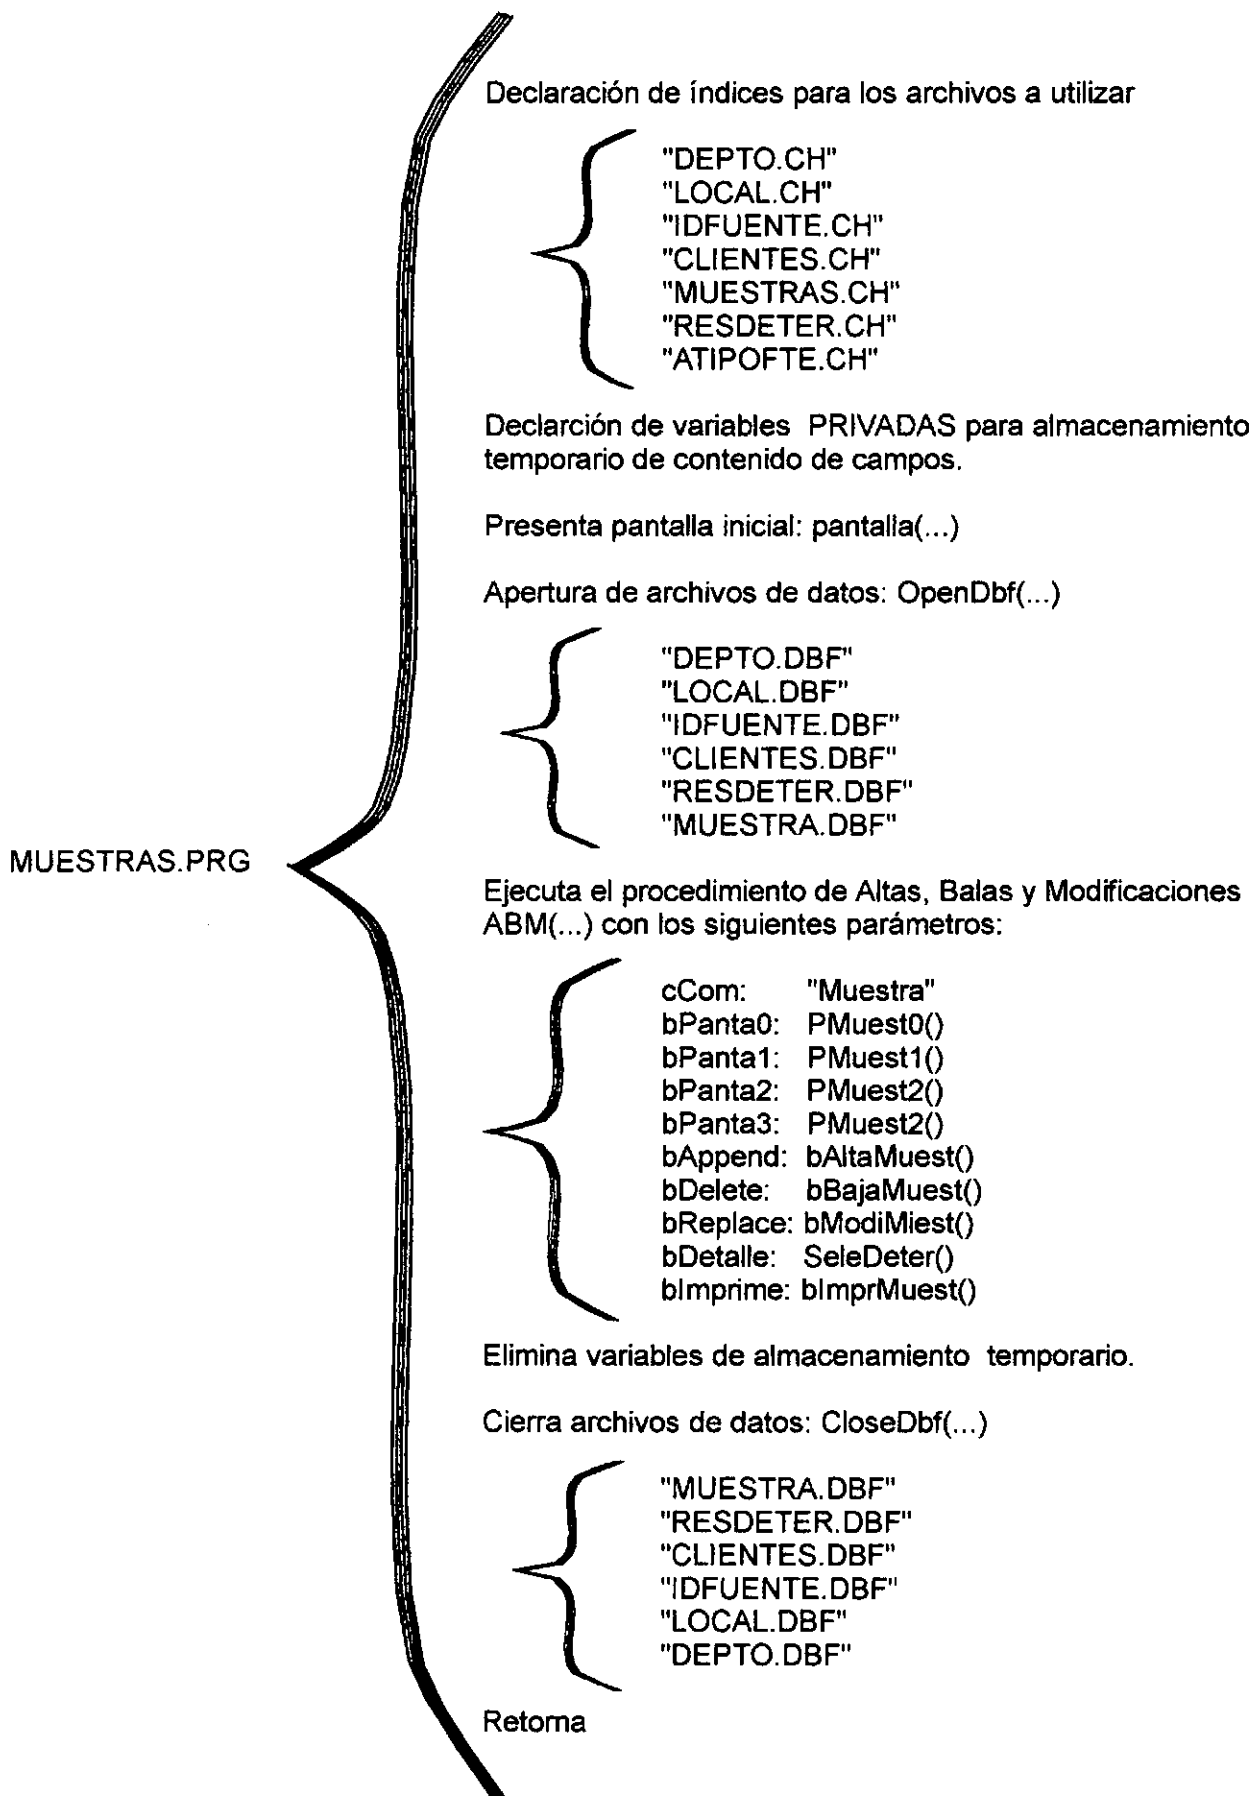 Declaración de índices para los archivos a utilizar
"DEPTO.CH"
"LOCAL.CH"
"IDFUENTE.CH"
"CLIENTES.CH"
"MUESTRAS.CH"
"RESDETER.CH"
"ATIPOFTE.CH"
Declarción de variables PRIVADAS para almacenamiento
temporario de contenido de campos.
Presenta pantalla inicial: pantalla(...)
Apertura de archivos de datos: OpenDbf(...)
"DEPTO.DBF"
"LOCAL.DBF"
"IDFUENTE.DBF"
"CLIENTES.DBF"
"RESDETER.DBF"
"MUESTRA.DBF"
MUESTRAS.PRG
Ejecuta el procedimiento de Altas, Balas y Modificaciones
ABM(...) con los siguientes parámetros:
cCom: "Muestra"
bPanta0: PMuest0()
bPanta1: PMuest1()
bPanta2: PMuest2()
bPanta3: PMuest2()
bAppend: bAltaMuest()
bDelete: bBajaMuest()
bReplace: bModiMiest()
bDetalle: SeleDeter()
bImprime: bImprMuest()
Elimina variables de almacenamiento temporario.
Cierra archivos de datos: CloseDbf(...)
"MUESTRA.DBF"
"RESDETER.DBF"
"CLIENTES.DBF"
"IDFUENTE.DBF"
"LOCAL.DBF"
"DEPTO.DBF"
Retorna